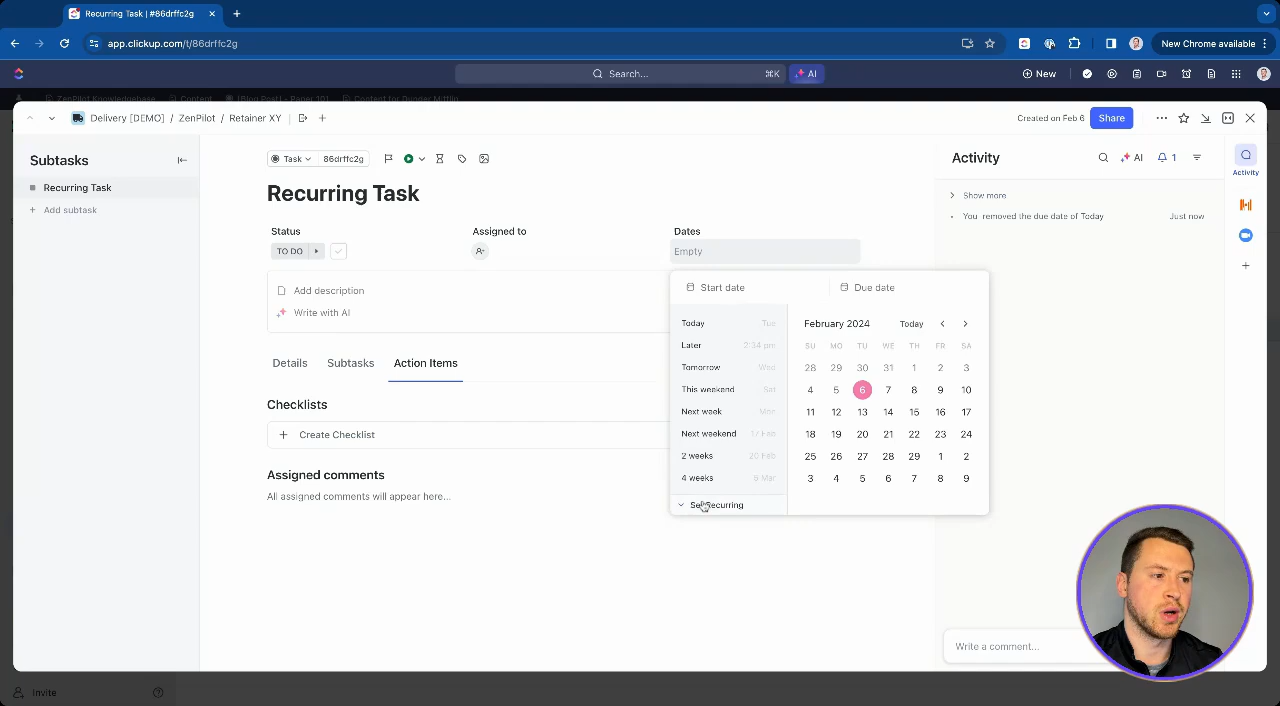 Recurring Task | #86drffc2g
app.clickup.com/t/86drffc2g
New Chrome available
Search...
⌘K
AI
New
ZenPilot Knowledgebase
Content
[Blog Post] - Paper 101
Content for Dunder Mifflin
Delivery [DEMO] / ZenPilot / Retainer XY
Created on Feb 6
Share
Subtasks
Recurring Task
Add subtask
Task
86drffc2g
Recurring Task
Status
Assigned to
Dates
TO DO
Empty
Add description
Write with AI
Details
Subtasks
Action Items
Checklists
Create Checklist
Assigned comments
All assigned comments will appear here...
Start date
Due date
Today Tue
Later 2:34 pm
Tomorrow Wed
This weekend Sat
Next week Mon
Next weekend 17 Feb
2 weeks 20 Feb
4 weeks 5 Mar
Set Recurring
February 2024
Today
SU MO TU WE TH FR SA
28 29 30 31 1 2 3
4 5 6 7 8 9 10
11 12 13 14 15 16 17
18 19 20 21 22 23 24
25 26 27 28 29 1 2
3 4 5 6 7 8 9
Activity
AI
1
Show more
You removed the due date of Today
Just now
Activity
Write a comment...
Invite